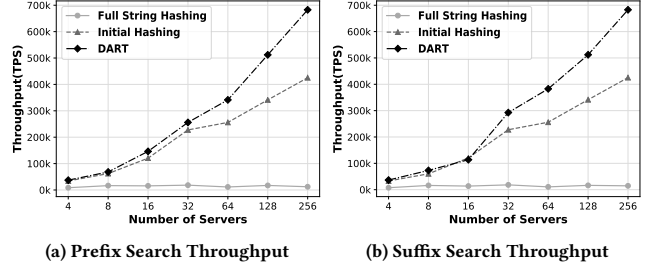 700k
600k
500k
400k
300k
200k
100k
0k
Throughput(TPS)
Full String Hashing
Initial Hashing
DART
4 8 16 32 64 128 256
Number of Servers
(a) Prefix Search Throughput
700k
600k
500k
400k
300k
200k
100k
0k
Throughput(TPS)
Full String Hashing
Initial Hashing
DART
4 8 16 32 64 128 256
Number of Servers
(b) Suffix Search Throughput